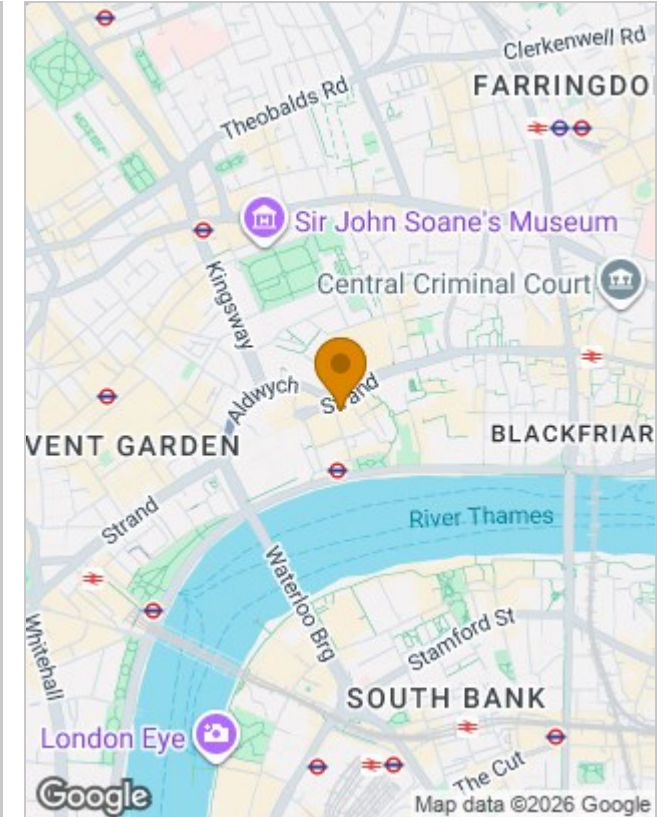 Clerkenwell Rd
FARRINGDO
Theobalds Rd
Sir John Soane's Museum
Central Criminal Court
Kingsway
Aldwych
Strand
VENT GARDEN
BLACKFRIAR
Strand
River Thames
Waterloo Brg
Whitehall
Stamford St
SOUTH BANK
London Eye
The Cut
Google
Map data ©2026 Google